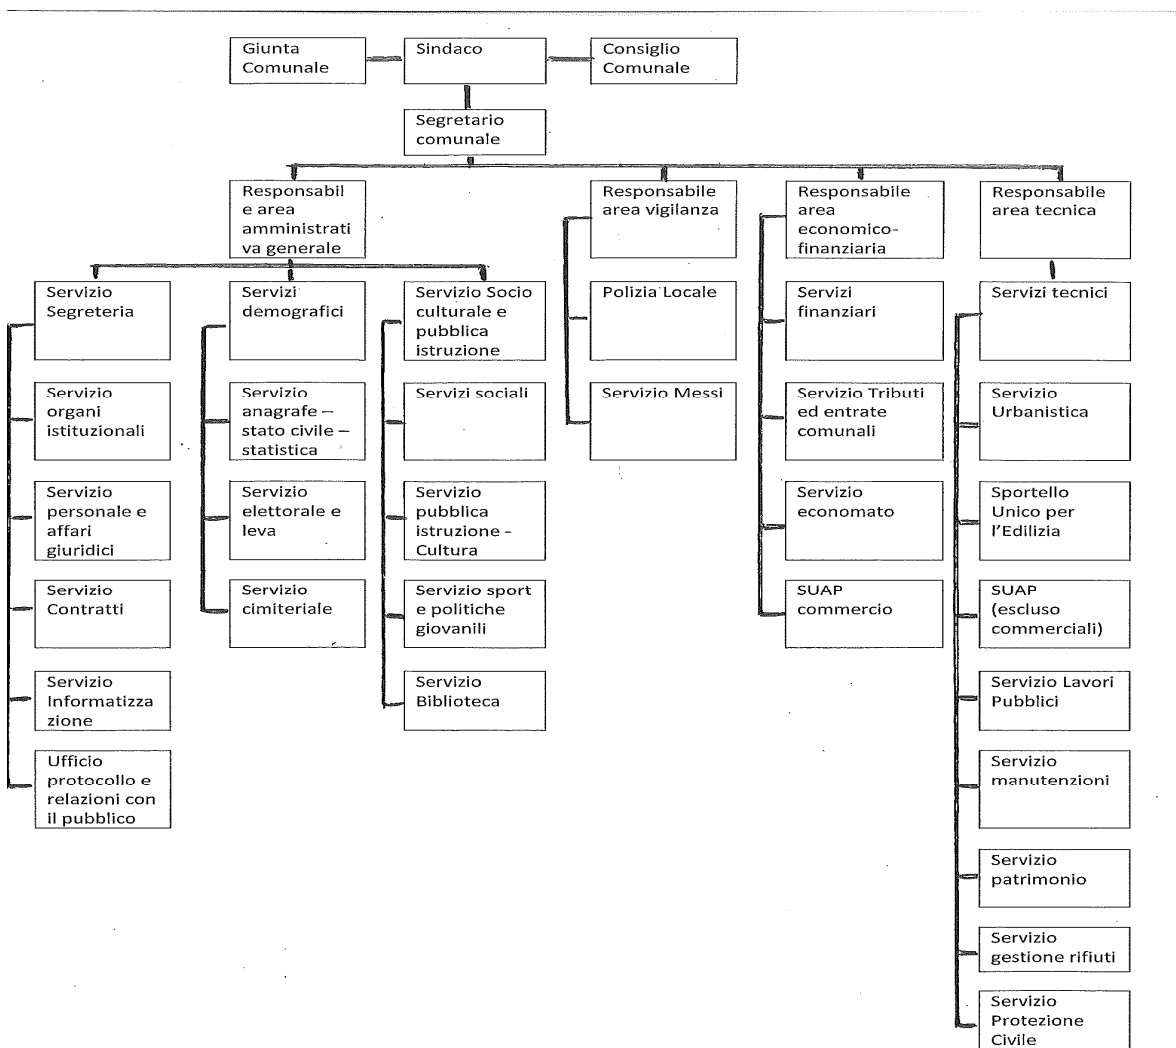 Giunta
Comunale
Sindaco
Consiglio
Comunale
Segretario
comunale
Responsabil
e area
amministrati
va generale
Responsabile
area vigilanza
Responsabile
area
economico-
finanziaria
Responsabile
area tecnica
Servizio
Segreteria
Servizi
demografici
Servizio Socio
culturale e
pubblica
istruzione
Polizia Locale
Servizi
finanziari
Servizi tecnici
Servizio
organi
istituzionali
Servizio
anagrafe –
stato civile –
statistica
Servizi sociali
Servizio Messi
Servizio Tributi
ed entrate
comunali
Servizio
Urbanistica
Servizio
personale e
affari
giuridici
Servizio
elettorale e
leva
Servizio
pubblica
istruzione -
Cultura
Servizio
economato
Sportello
Unico per
l'Edilizia
Servizio
Contratti
Servizio
cimiteriale
Servizio sport
e politiche
giovanili
SUAP
commercio
SUAP
(escluso
commerciali)
Servizio
Informatizza
zione
Servizio
Biblioteca
Servizio Lavori
Pubblici
Ufficio
protocollo e
relazioni con
il pubblico
Servizio
manutenzioni
Servizio
patrimonio
Servizio
gestione rifiuti
Servizio
Protezione
Civile